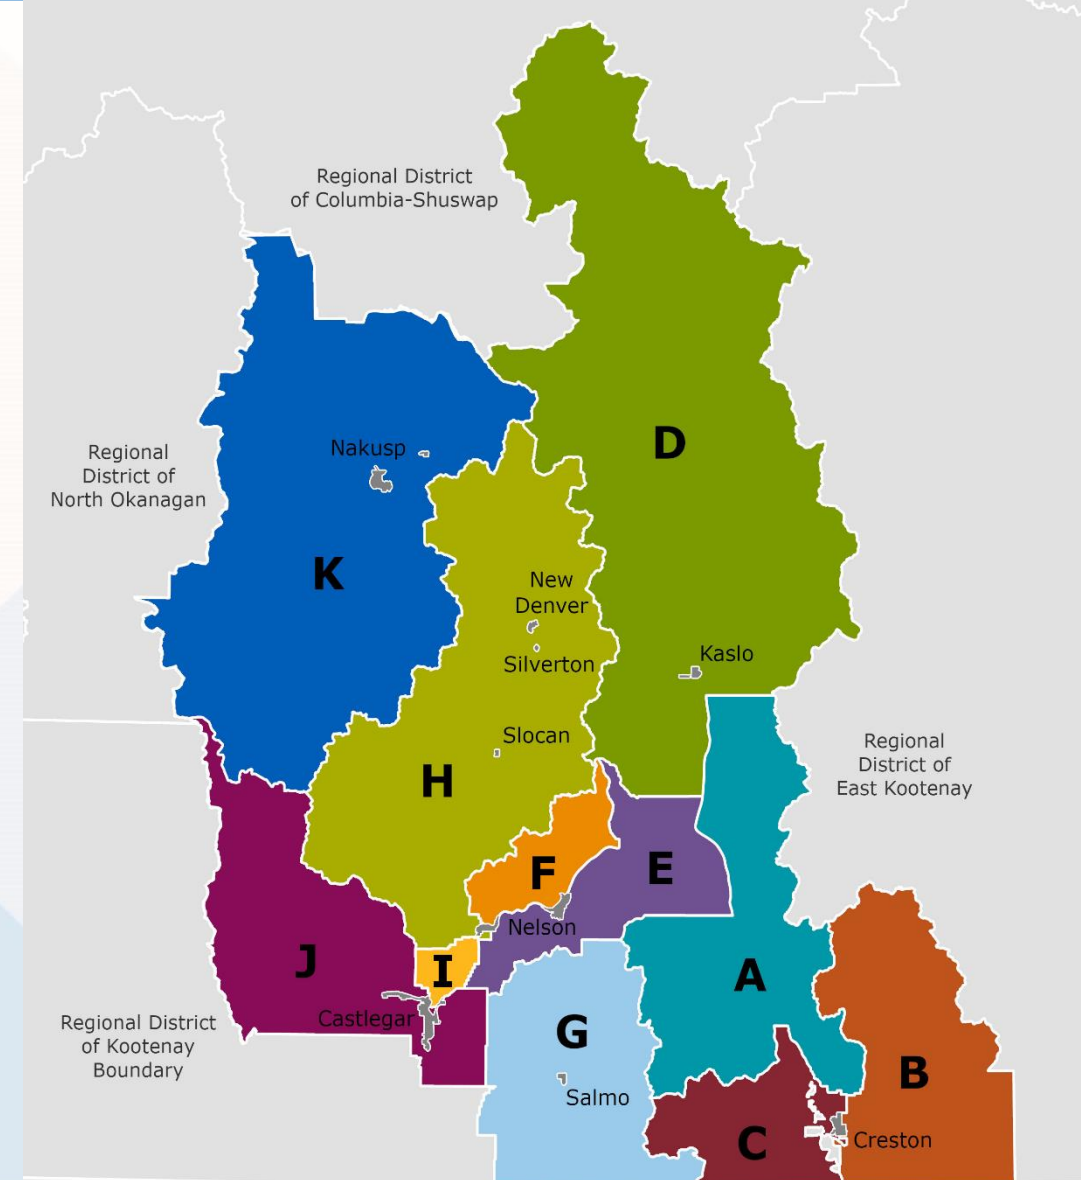 Regional District
of Columbia-Shuswap
D
Nakusp
Regional
District of
North Okanagan
K
New
Denver
Silverton
Kaslo
Slocan
H
Regional
District of
East Kootenay
F
E
Nelson
J
I
A
Castlegar
Regional District
of Kootenay
Boundary
G
B
Salmo
C
Creston